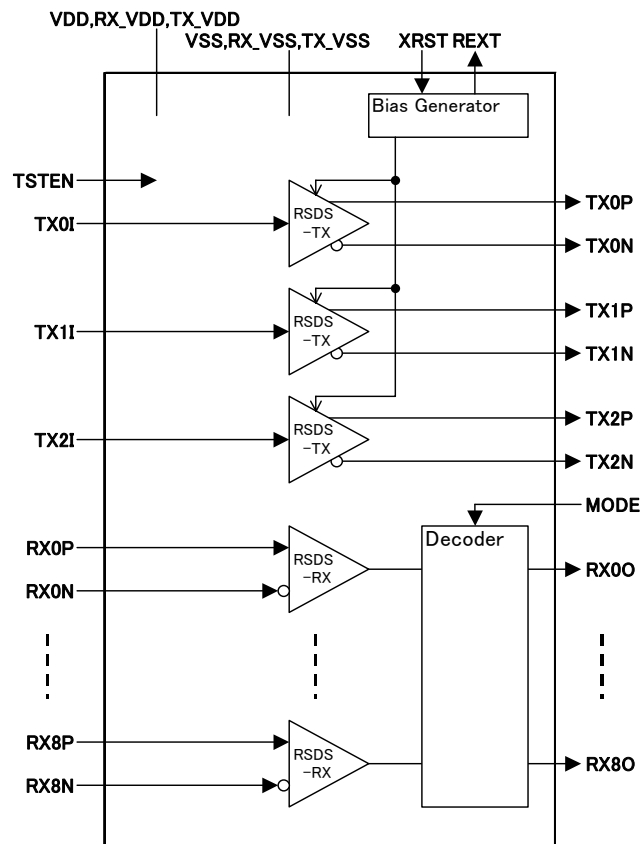 VDD,RX_VDD,TX_VDD
VSS,RX_VSS,TX_VSS
XRST REXT
Bias Generator
TSTEN
TX0I
RSDS
-TX
TX0P
TX0N
TX1I
RSDS
-TX
TX1P
TX1N
TX2I
RSDS
-TX
TX2P
TX2N
MODE
RX0P
RX0N
RSDS
-RX
Decoder
RX0O
RX8P
RX8N
RSDS
-RX
RX8O